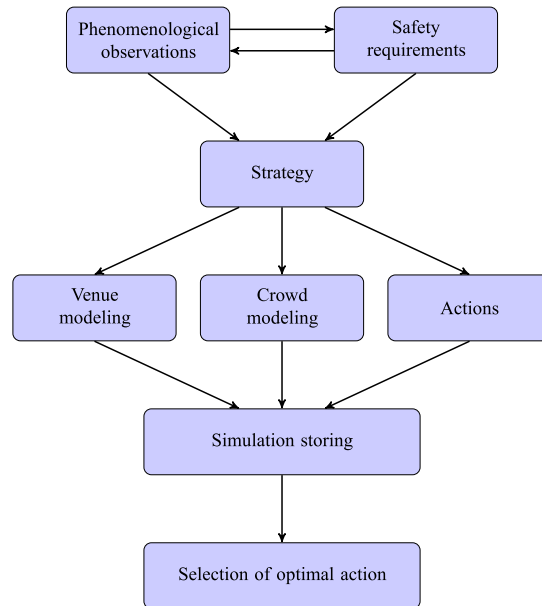 Phenomenological
observations
Safety
requirements
Strategy
Venue
modeling
Crowd
modeling
Actions
Simulation storing
Selection of optimal action